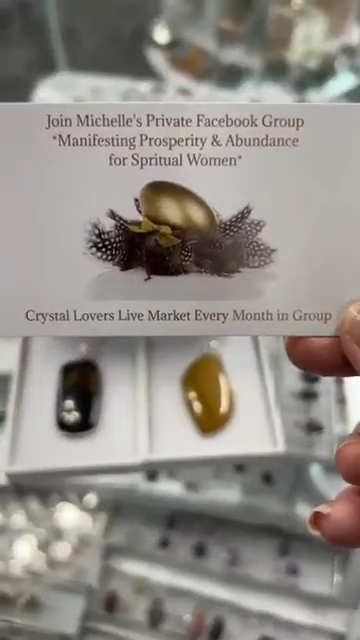 Join Michelle's Private Facebook Group
*Manifesting Prosperity & Abundance
for Spritual Women*
Crystal Lovers Live Market Every Month in Group